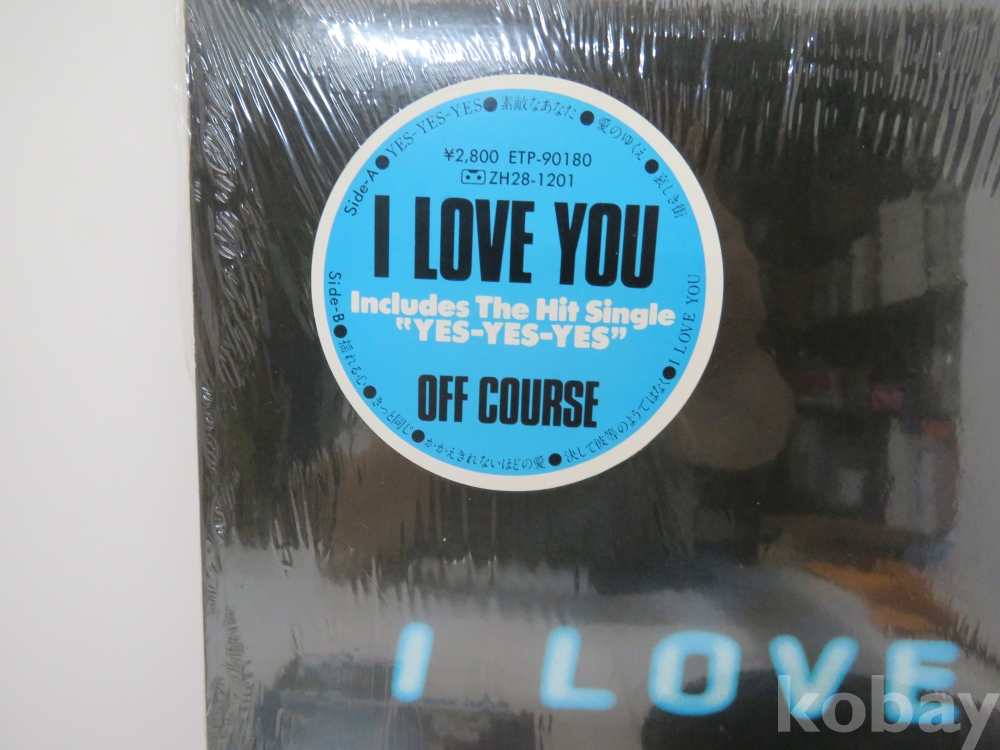 Side-A●YES-YES-YES●素敵なあなた●愛のゆくえ●哀しき街
¥2,800 ETP-90180
ZH28-1201
I LOVE YOU
Includes The Hit Single
“YES-YES-YES”
OFF COURSE
Side-B●揺れる心●きっと同じ●かかえきれないほどの愛●決して彼等のようではなく●I LOVE YOU
I LOVE
kobay